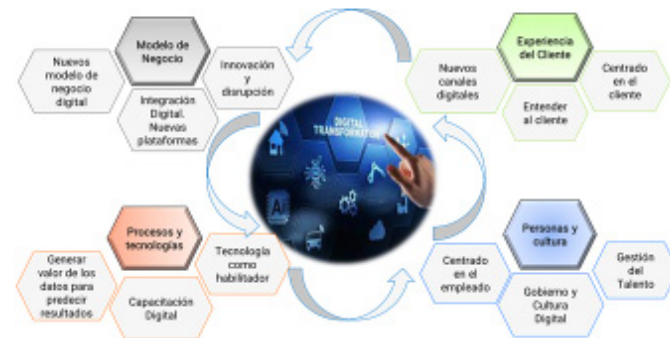 Modelo de
Negocio
Nuevos
modelo de
negocio
digital
Innovación
y
disrupción
Integración
Digital.
Nuevas
plataformas
Experiencia
del Cliente
Nuevos
canales
digitales
Centrado
en el
cliente
Entender
al cliente
DIGITAL
TRANSFORMATION
AI
Procesos y
tecnologías
Generar
valor de los
datos para
predecir
resultados
Tecnología
como
habilitador
Capacitación
Digital
Personas y
cultura
Centrado
en el
empleado
Gestión
del
Talento
Gobierno y
Cultura
Digital